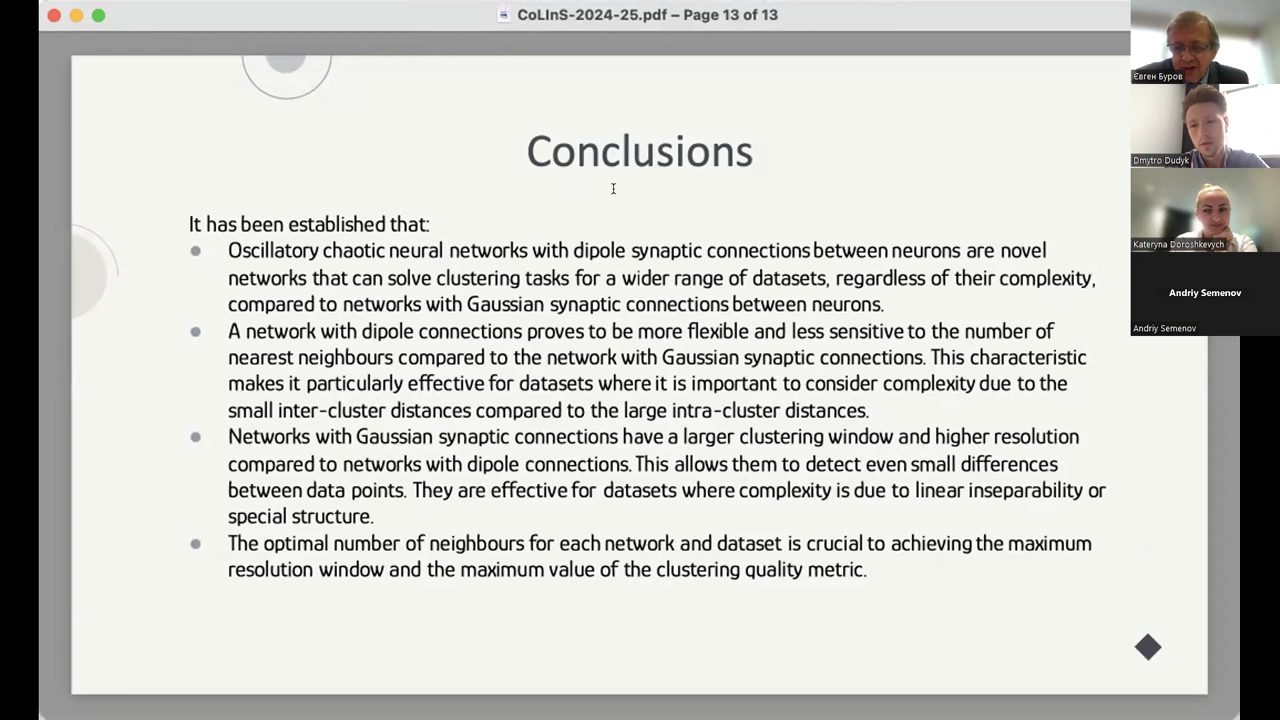 CoLInS-2024-25.pdf – Page 13 of 13
Conclusions
It has been established that:
Oscillatory chaotic neural networks with dipole synaptic connections between neurons are novel
networks that can solve clustering tasks for a wider range of datasets, regardless of their complexity,
compared to networks with Gaussian synaptic connections between neurons.
A network with dipole connections proves to be more flexible and less sensitive to the number of
nearest neighbours compared to the network with Gaussian synaptic connections. This characteristic
makes it particularly effective for datasets where it is important to consider complexity due to the
small inter-cluster distances compared to the large intra-cluster distances.
Networks with Gaussian synaptic connections have a larger clustering window and higher resolution
compared to networks with dipole connections. This allows them to detect even small differences
between data points. They are effective for datasets where complexity is due to linear inseparability or
special structure.
The optimal number of neighbours for each network and dataset is crucial to achieving the maximum
resolution window and the maximum value of the clustering quality metric.
Євген Буров
Dmytro Dudyk
Kateryna Doroshkevych
Andriy Semenov
Andriy Semenov